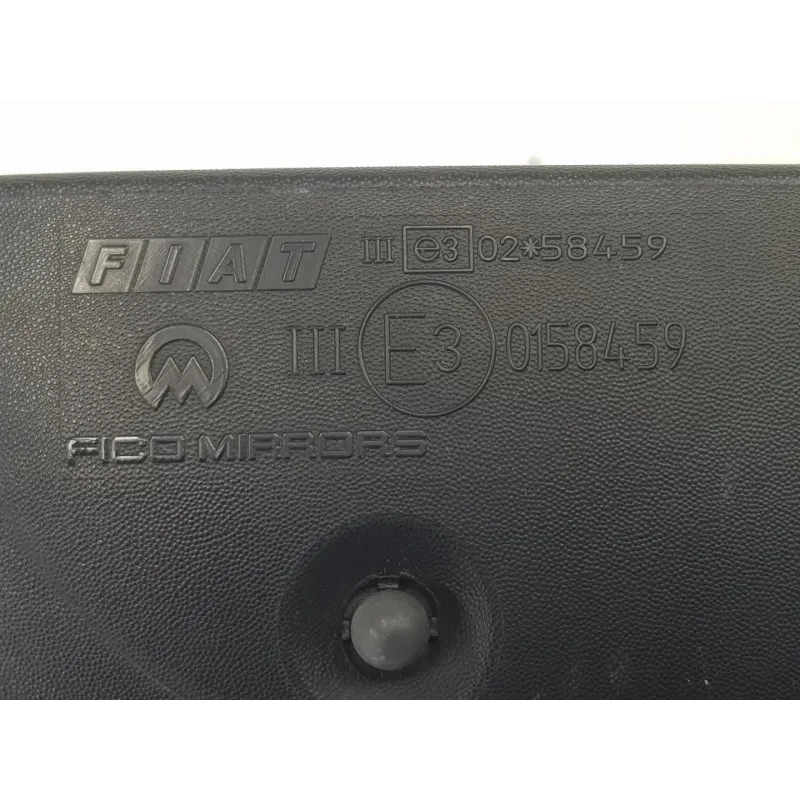 FIAT III e3 02*58459
III E3 0158459
FICO MIRRORS